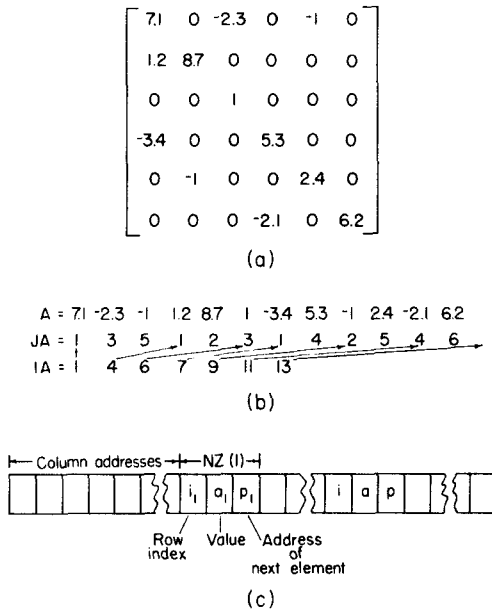 7.1 0 -2.3 0 -1 0
1.2 8.7 0 0 0 0
0 0 1 0 0 0
-3.4 0 0 5.3 0 0
0 -1 0 0 2.4 0
0 0 0 -2.1 0 6.2
(a)
A = 7.1 -2.3 -1 1.2 8.7 1 -3.4 5.3 -1 2.4 -2.1 6.2
JA = 1 3 5 1 2 3 1 4 2 5 4 6
IA = 1 4 6 7 9 11 13
(b)
Column addresses NZ (1)
i₁ a₁ p₁ i a p
Row index
Value
Address of next element
(c)